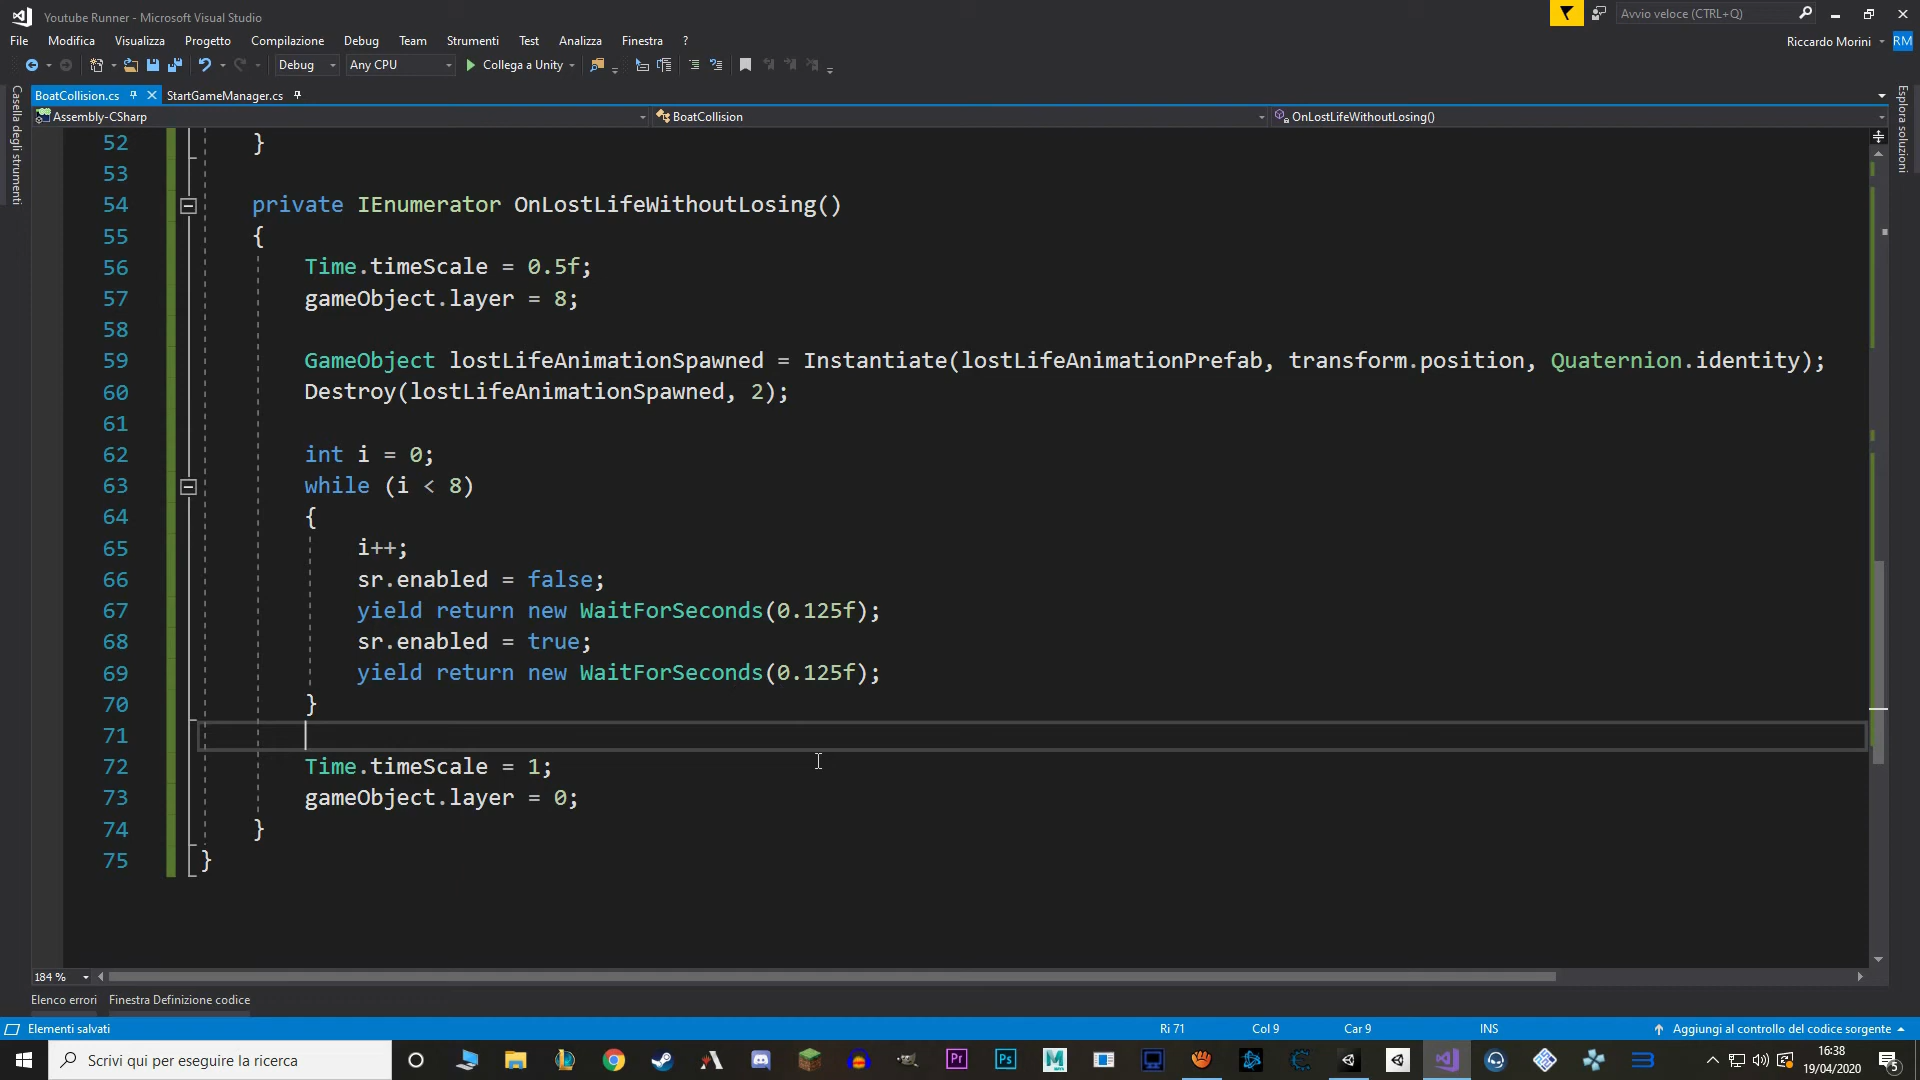 Youtube Runner - Microsoft Visual Studio
Avvio veloce (CTRL+Q)
File Modifica Visualizza Progetto Compilazione Debug Team Strumenti Test Analizza Finestra ?
Riccardo Morini RM
Debug Any CPU Collega a Unity
BoatCollision.cs StartGameManager.cs
Assembly-CSharp BoatCollision OnLostLifeWithoutLosing()
Casella degli strumenti
Esplora soluzioni
52 }
53
54 private IEnumerator OnLostLifeWithoutLosing()
55 {
56 Time.timeScale = 0.5f;
57 gameObject.layer = 8;
58
59 GameObject lostLifeAnimationSpawned = Instantiate(lostLifeAnimationPrefab, transform.position, Quaternion.identity);
60 Destroy(lostLifeAnimationSpawned, 2);
61
62 int i = 0;
63 while (i < 8)
64 {
65 i++;
66 sr.enabled = false;
67 yield return new WaitForSeconds(0.125f);
68 sr.enabled = true;
69 yield return new WaitForSeconds(0.125f);
70 }
71
72 Time.timeScale = 1;
73 gameObject.layer = 0;
74 }
75 }
184 %
Elenco errori Finestra Definizione codice
Elementi salvati Ri 71 Col 9 Car 9 INS Aggiungi al controllo del codice sorgente
Scrivi qui per eseguire la ricerca
Pr Ps M
16:38
19/04/2020
5